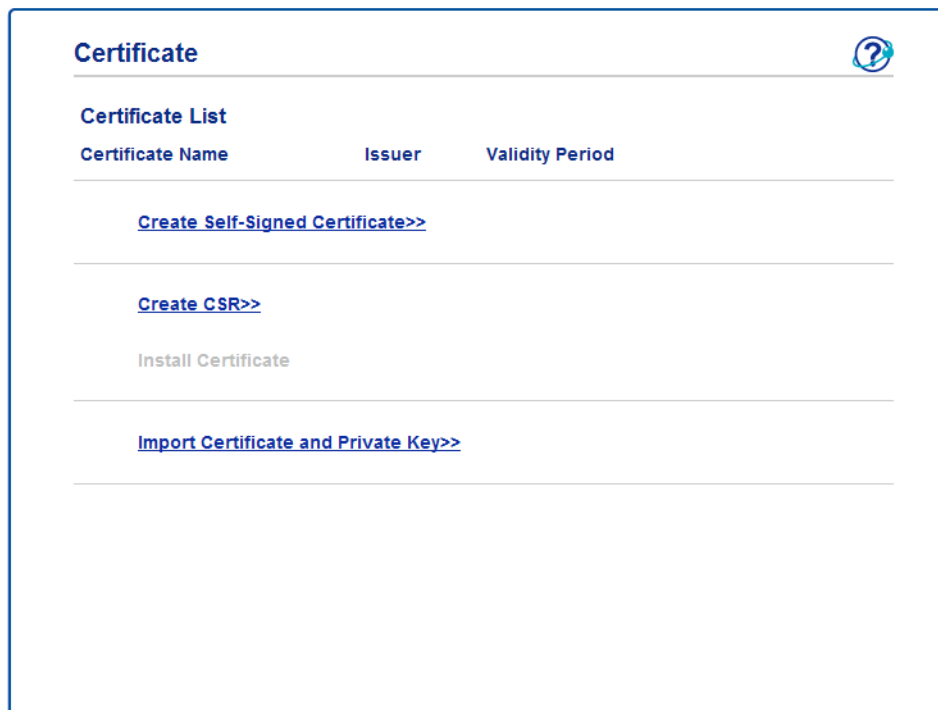 Certificate
?
Certificate List
Certificate Name Issuer Validity Period
Create Self-Signed Certificate>>
Create CSR>>
Install Certificate
Import Certificate and Private Key>>